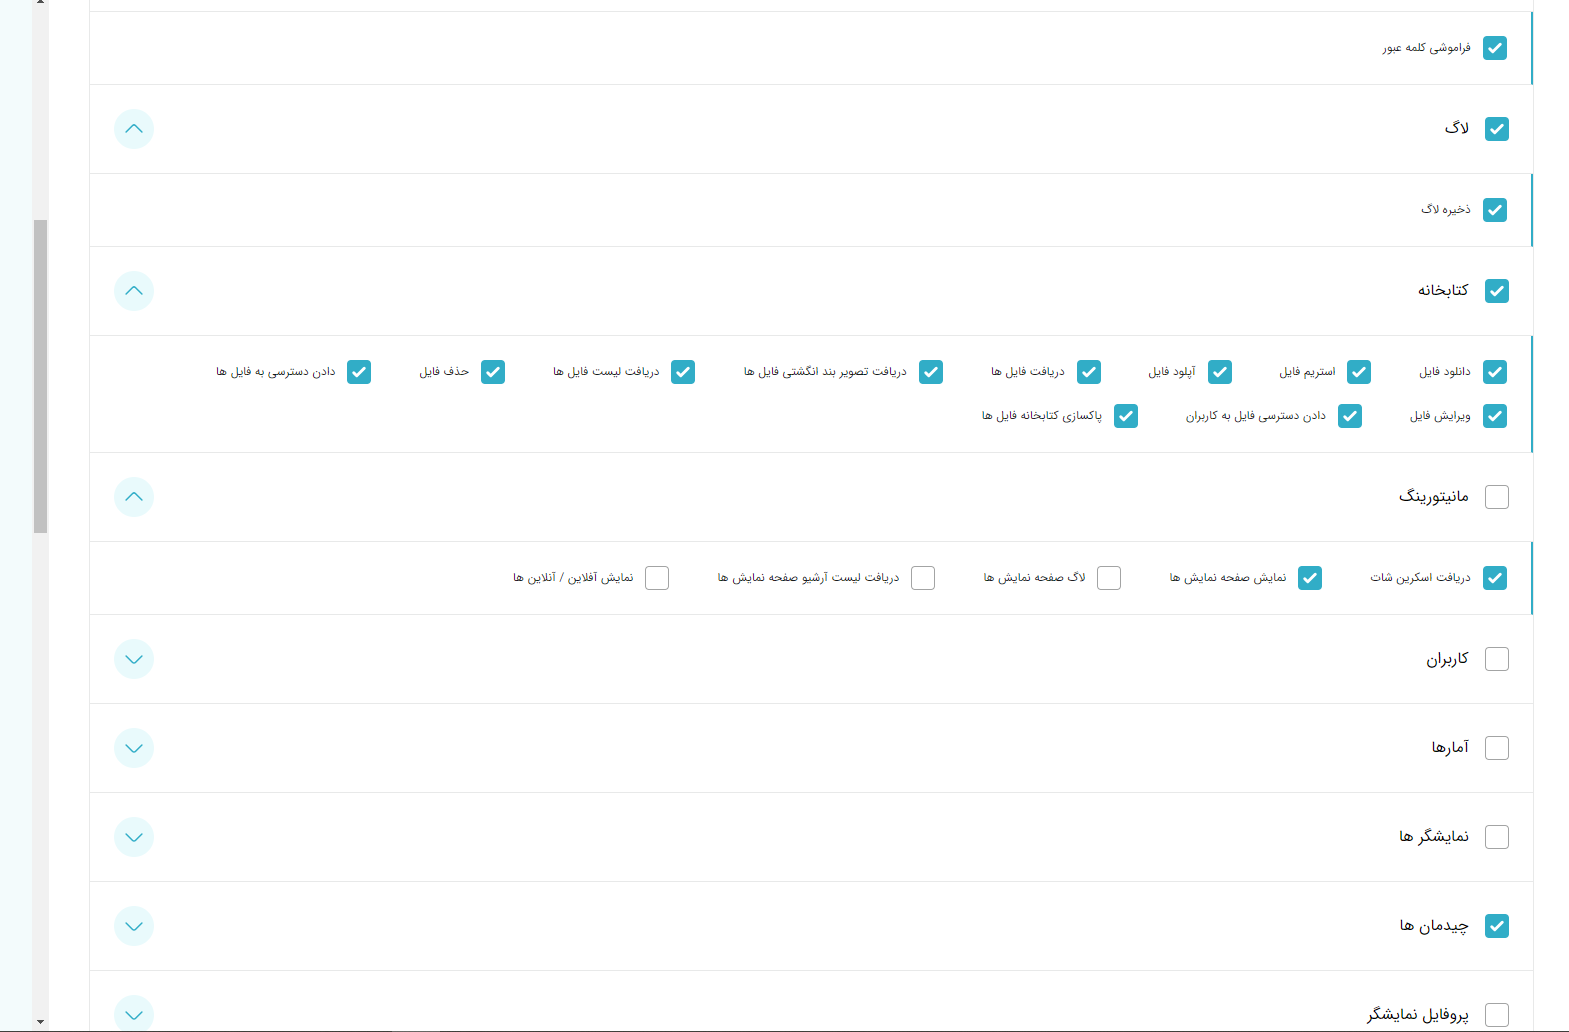 فراموشی کلمه عبور
لاگ
ذخیره لاگ
کتابخانه
دانلود فایل استریم فایل آپلود فایل دریافت فایل ها دریافت تصویر بند انگشتی فایل ها دریافت لیست فایل ها حذف فایل دادن دسترسی به فایل ها
ویرایش فایل دادن دسترسی فایل به کاربران پاکسازی کتابخانه فایل ها
مانیتورینگ
دریافت اسکرین شات نمایش صفحه نمایش ها لاگ صفحه نمایش ها دریافت لیست آرشیو صفحه نمایش ها نمایش آفلاین / آنلاین ها
کاربران
آمارها
نمایشگر ها
چیدمان ها
پروفایل نمایشگر